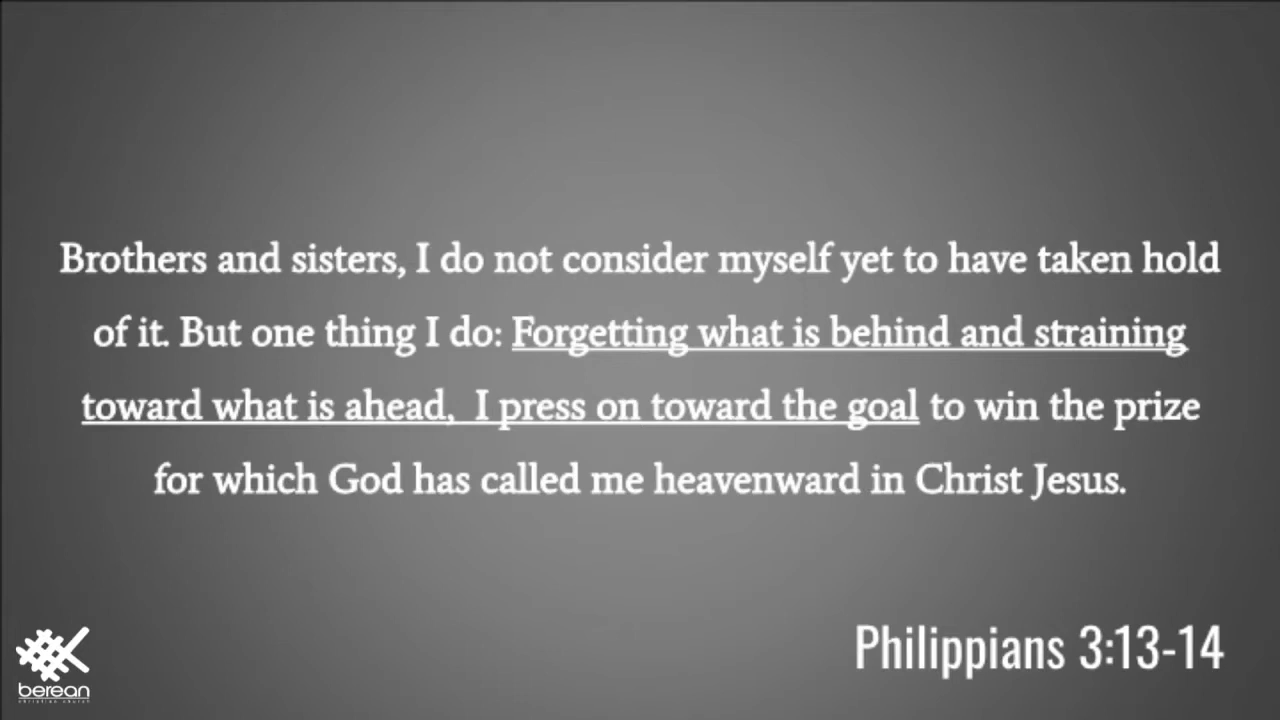 Brothers and sisters, I do not consider myself yet to have taken hold
of it. But one thing I do: Forgetting what is behind and straining
toward what is ahead,  I press on toward the goal to win the prize
for which God has called me heavenward in Christ Jesus.
Philippians 3:13-14
berean
christian church